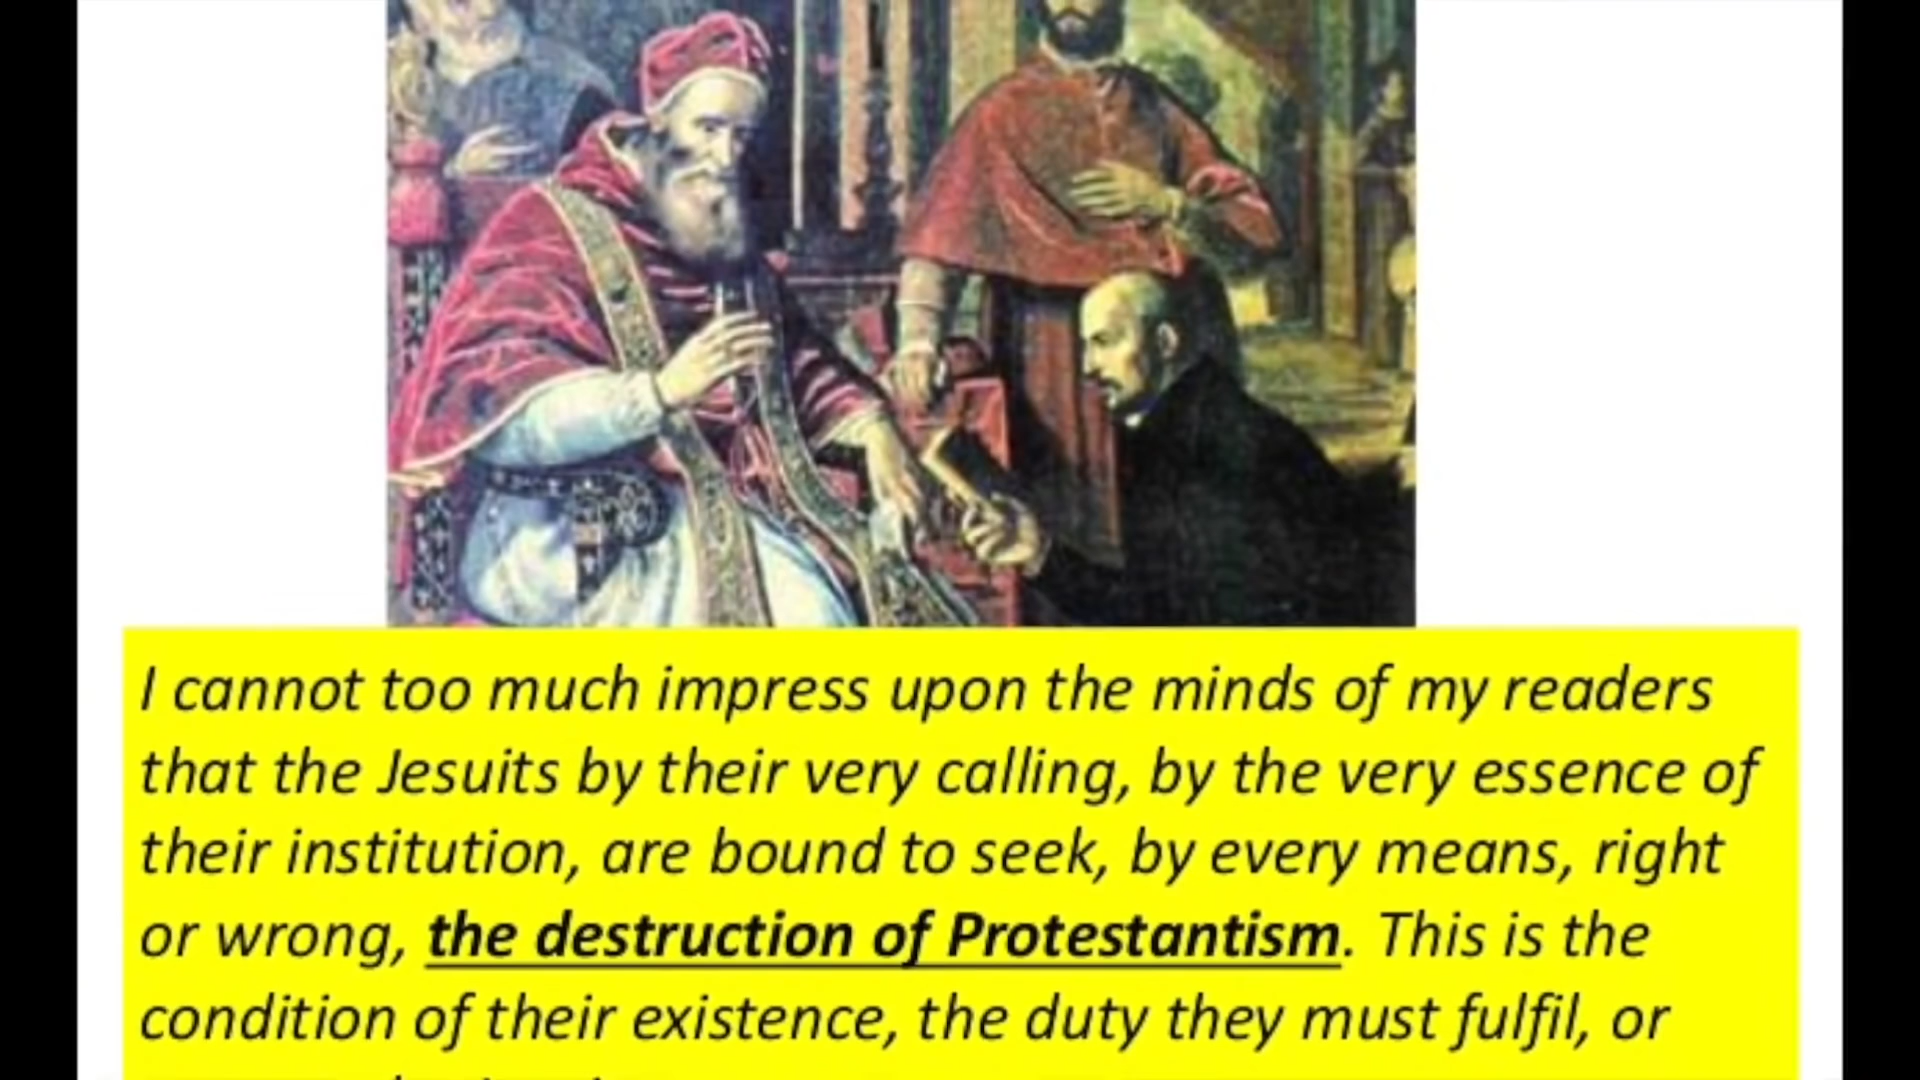 I cannot too much impress upon the minds of my readers
that the Jesuits by their very calling, by the very essence of
their institution, are bound to seek, by every means, right
or wrong, the destruction of Protestantism. This is the
condition of their existence, the duty they must fulfil, or